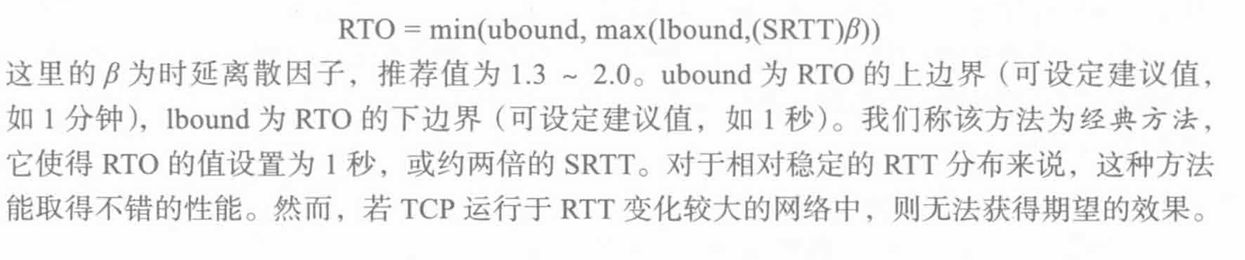 RTO = min(ubound, max(lbound,(SRTT)β))
这里的 β 为时延离散因子，推荐值为 1.3 ~ 2.0。ubound 为 RTO 的上边界（可设定建议值，
如 1 分钟），lbound 为 RTO 的下边界（可设定建议值，如 1 秒）。我们称该方法为经典方法，
它使得 RTO 的值设置为 1 秒，或约两倍的 SRTT。对于相对稳定的 RTT 分布来说，这种方法
能取得不错的性能。然而，若 TCP 运行于 RTT 变化较大的网络中，则无法获得期望的效果。